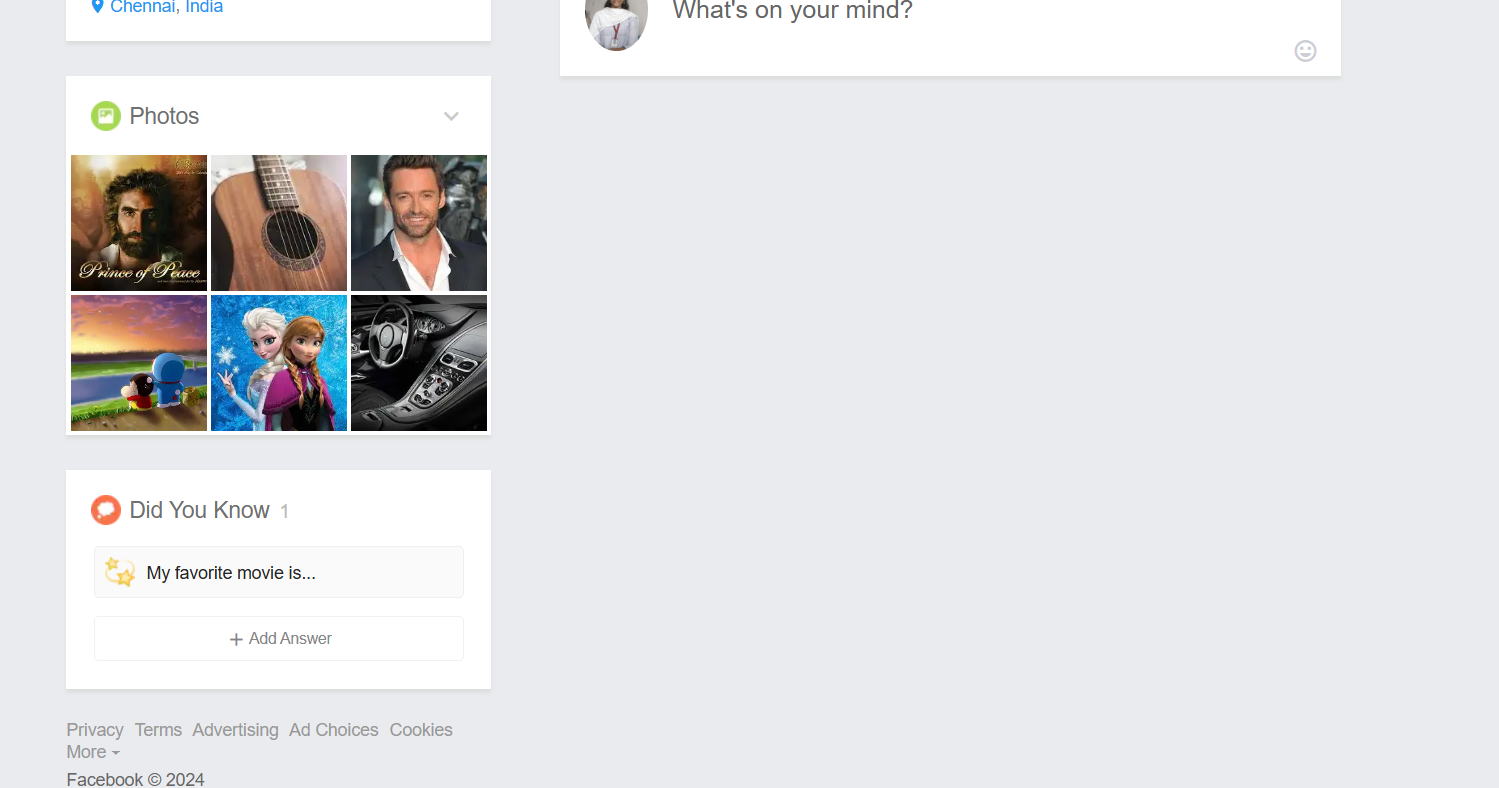 Chennai, India
What's on your mind?
Photos
Prince of Peace
Did You Know 1
My favorite movie is...
+ Add Answer
Privacy Terms Advertising Ad Choices Cookies
More
Facebook © 2024